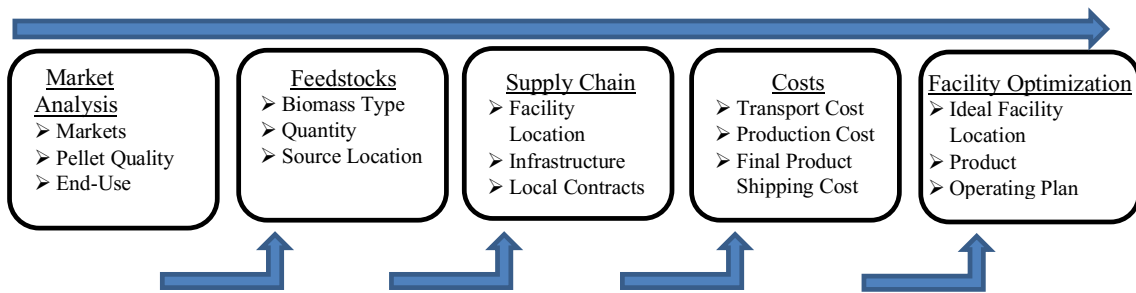 Market
Analysis
➢ Markets
➢ Pellet Quality
➢ End-Use
Feedstocks
➢ Biomass Type
➢ Quantity
➢ Source Location
Supply Chain
➢ Facility
Location
➢ Infrastructure
➢ Local Contracts
Costs
➢ Transport Cost
➢ Production Cost
➢ Final Product
Shipping Cost
Facility Optimization
➢ Ideal Facility
Location
➢ Product
➢ Operating Plan